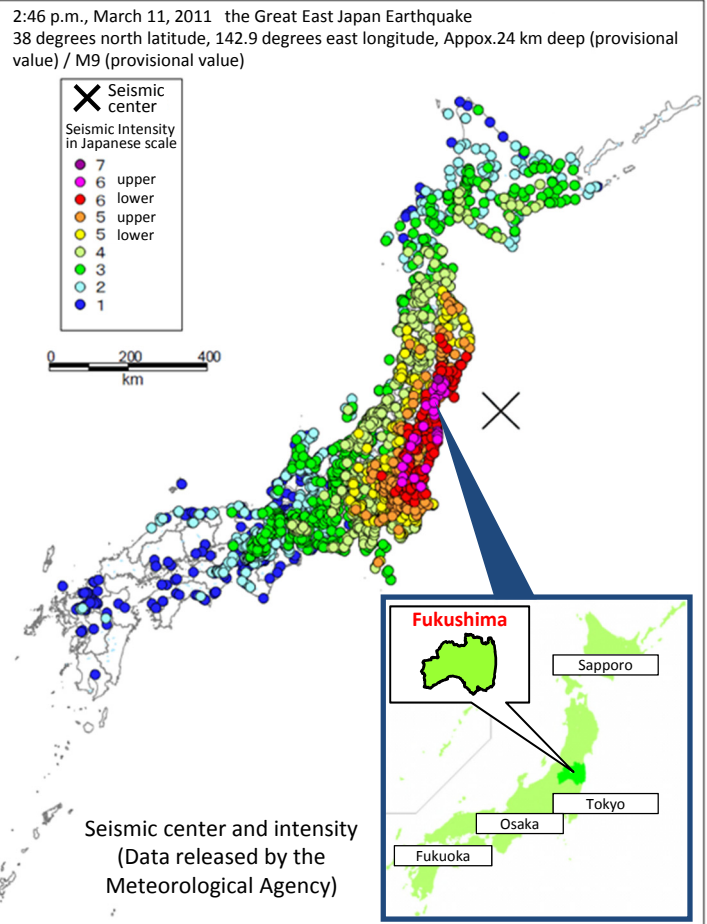 2:46 p.m., March 11, 2011   the Great East Japan Earthquake
38 degrees north latitude, 142.9 degrees east longitude, Appox.24 km deep (provisional
value) / M9 (provisional value)
Seismic
center
Seismic Intensity
in Japanese scale
7
6 upper
6 lower
5 upper
5 lower
4
3
2
1
0 200 400
km
Fukushima
Sapporo
Tokyo
Osaka
Fukuoka
Seismic center and intensity
(Data released by the
Meteorological Agency)